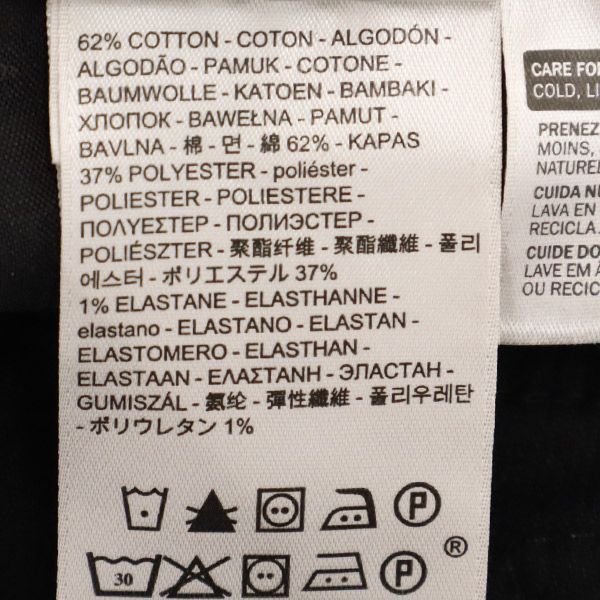 62% COTTON - COTON - ALGODÓN -
ALGODÃO - PAMUK - COTONE -
BAUMWOLLE - KATOEN - BAMBAKI -
ХЛОПОК - BAWEŁNA - PAMUT -
BAVLNA - 棉 - 면 - 綿 62% - KAPAS
37% POLYESTER - poliéster -
POLIESTER - POLIESTERE -
ΠΟΛΥΕΣΤΕΡ - ПОЛИЭСТЕР -
POLIÉSZTER - 聚酯纤维 - 聚酯纖維 - 폴리
에스터 - ポリエステル 37%
1% ELASTANE - ELASTHANNE -
elastano - ELASTANO - ELASTAN -
ELASTOMERO - ELASTHAN -
ELASTAAN - ΕΛΑΣΤΑΝΗ - ЭЛАСТАН -
GUMISZÁL - 氨纶 - 彈性纖維 - 폴리우레탄
- ポリウレタン 1%
P
30
P ®
CARE FO
COLD, LI
PRENEZ
MOINS,
NATUREL
CUIDA N
LAVA EN
RECICLA
CUIDE DO
LAVE EM
OU RECIC